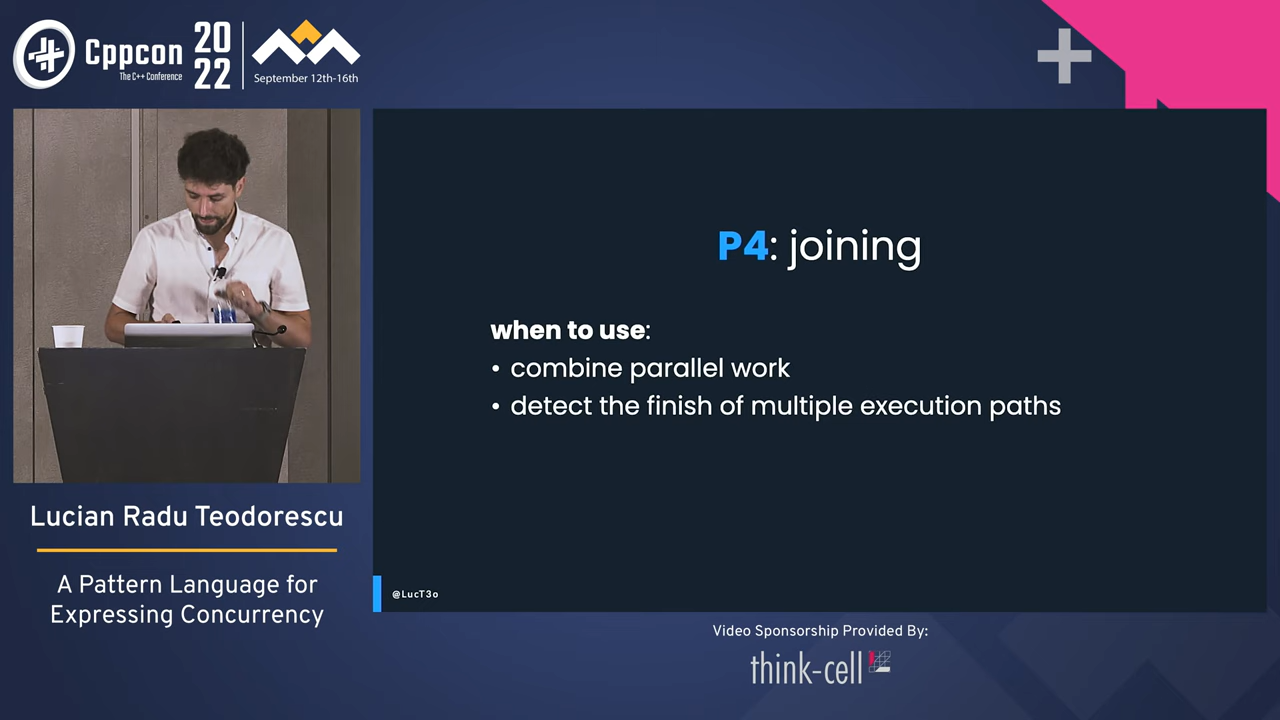 Cppcon
The C++ Conference
20
22
September 12th-16th
P4: joining
when to use:
• combine parallel work
• detect the finish of multiple execution paths
@LucT3o
Lucian Radu Teodorescu
A Pattern Language for
Expressing Concurrency
Video Sponsorship Provided By:
think-cell